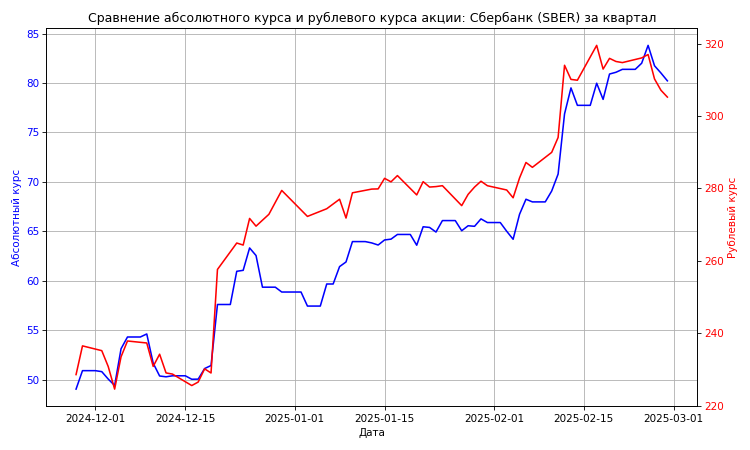 Сравнение абсолютного курса и рублевого курса акции: Сбербанк (SBER) за квартал
Абсолютный курс
85
80
75
70
65
60
55
50
320
300
280
260
240
220
Рублевый курс
2024-12-01 2024-12-15 2025-01-01 2025-01-15 2025-02-01 2025-02-15 2025-03-01
Дата